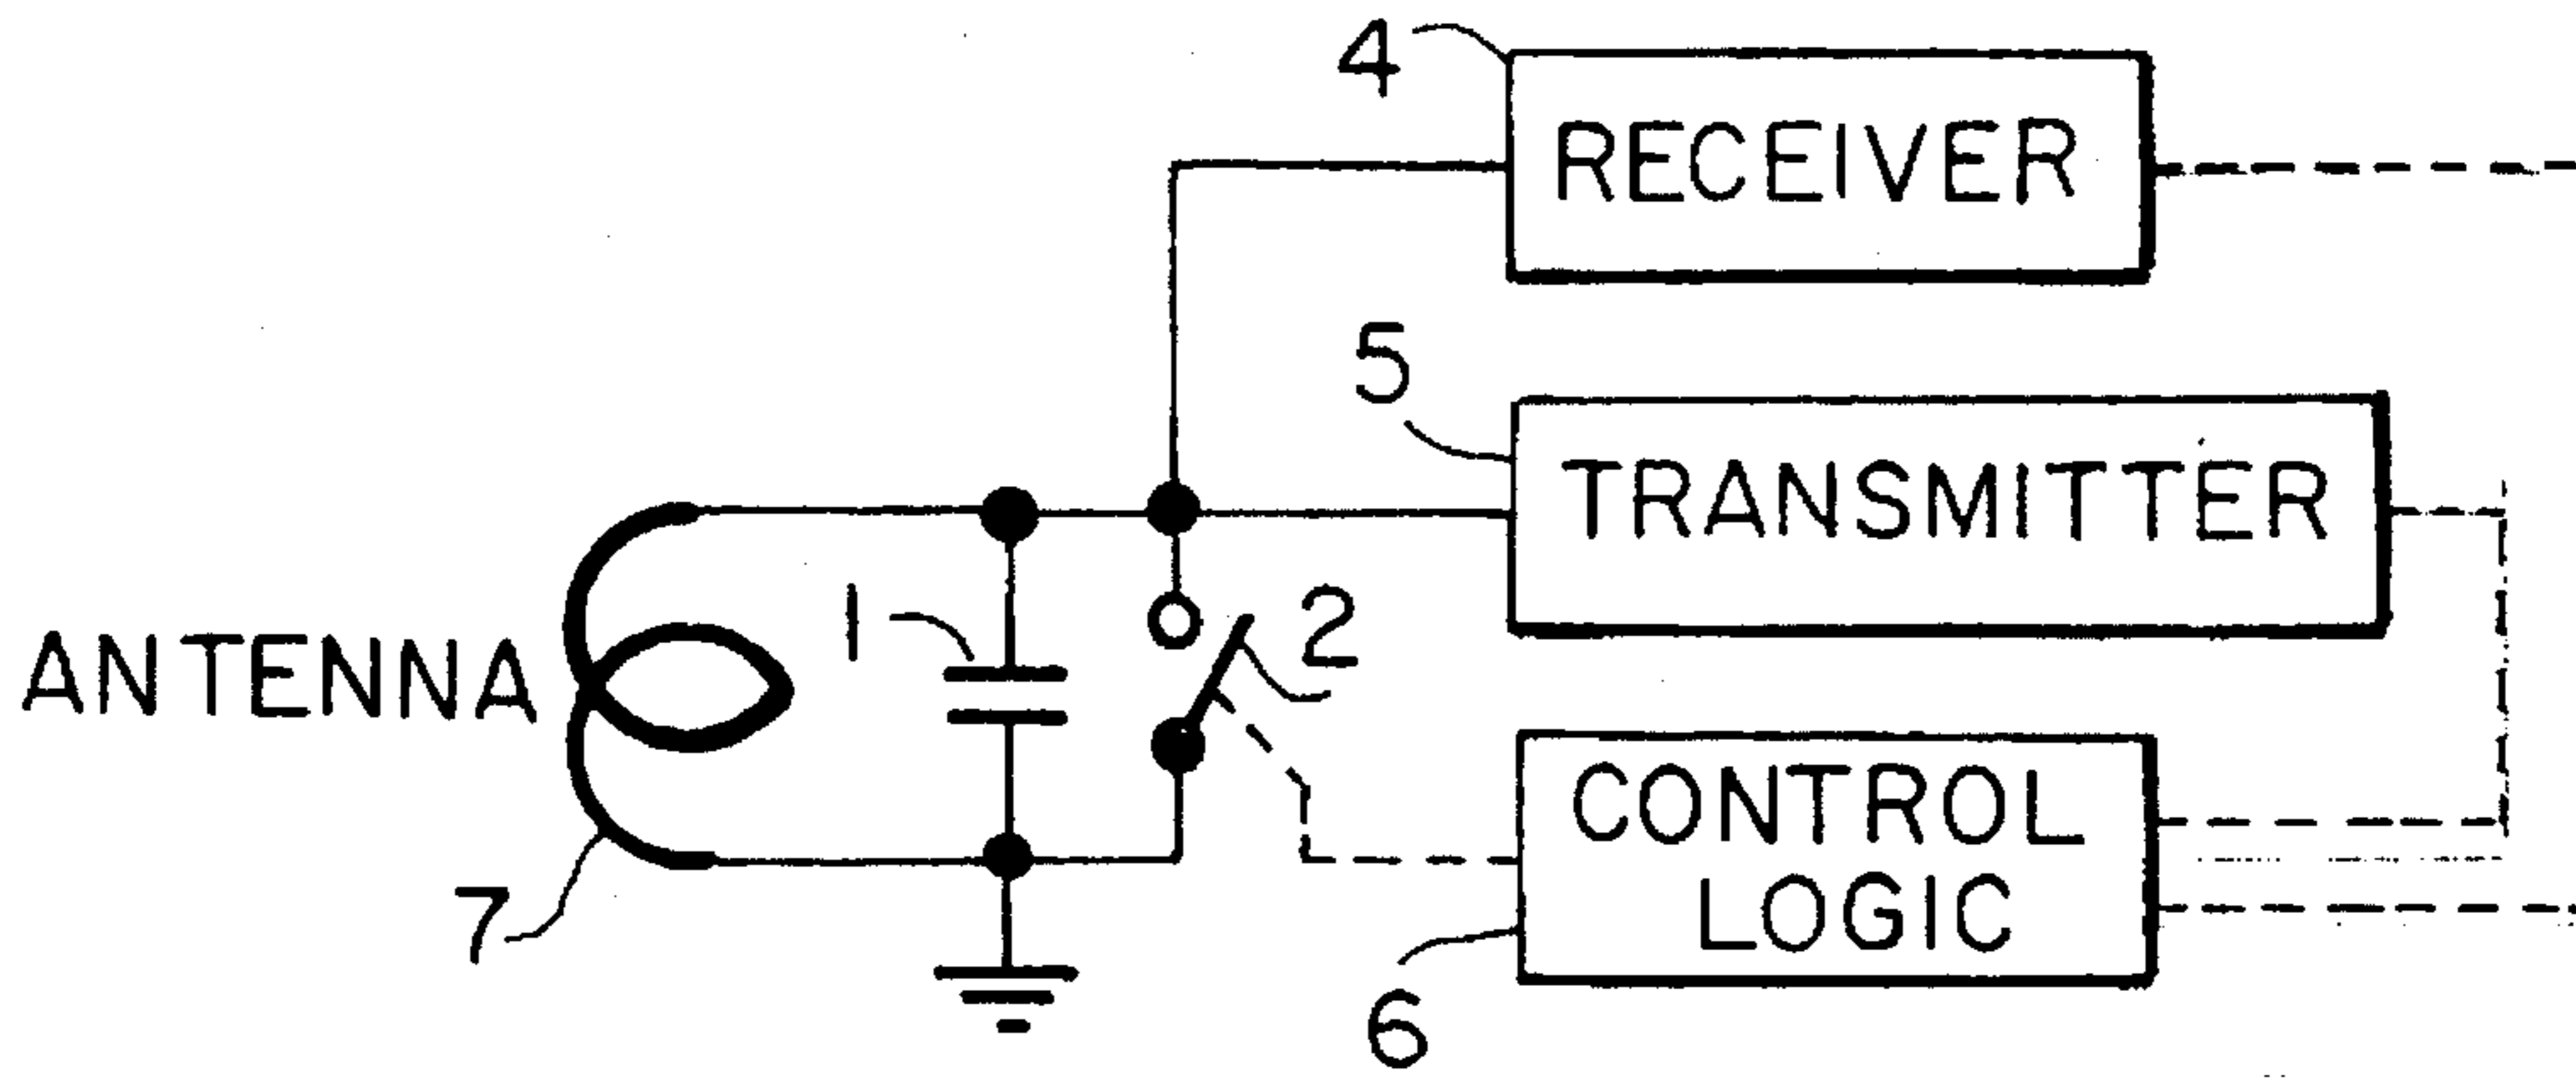 4
RECEIVER
5
TRANSMITTER
1
2
ANTENNA
CONTROL
LOGIC
7
6